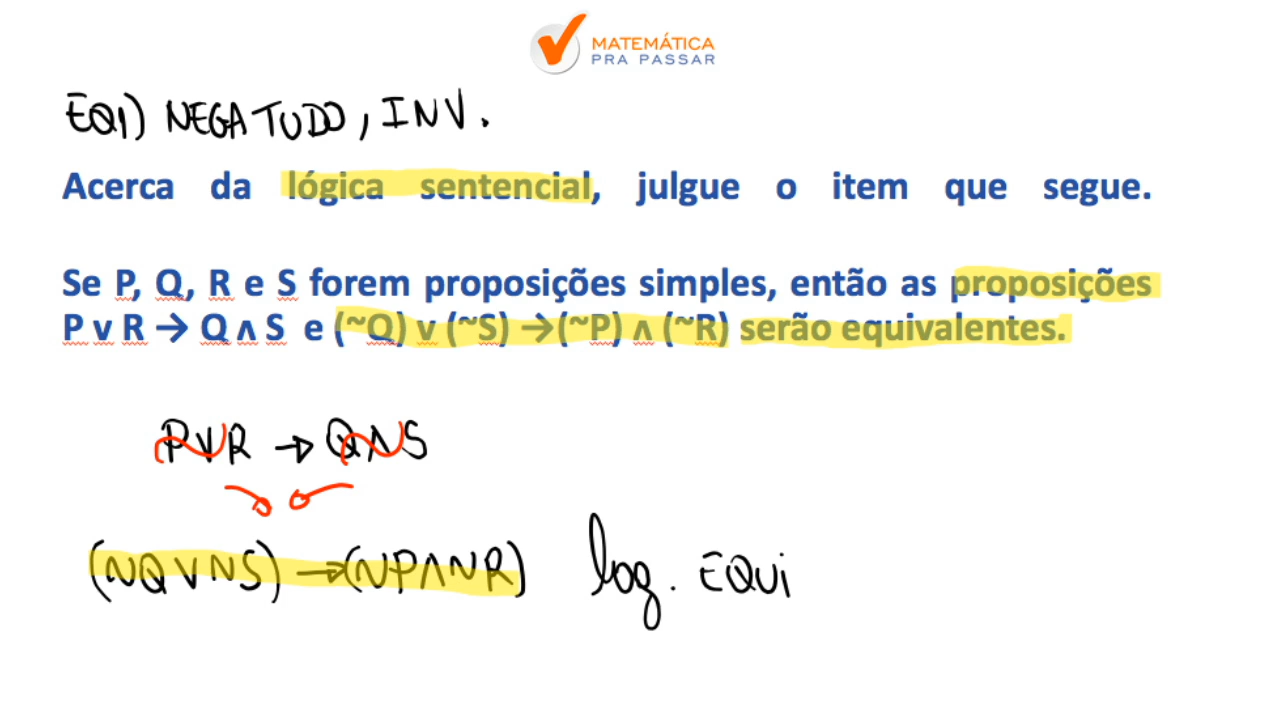 MATEMÁTICA
PRA PASSAR
EQ1) NEGA TUDO, INV.
Acerca da lógica sentencial, julgue o item que segue.
Se P, Q, R e S forem proposições simples, então as proposições
P v R → Q ʌ S e (~Q) v (~S) →(~P) ʌ (~R) serão equivalentes.
P V R → Q Λ S
(~Q V ~S) → (~P Λ ~R) log. EQUI